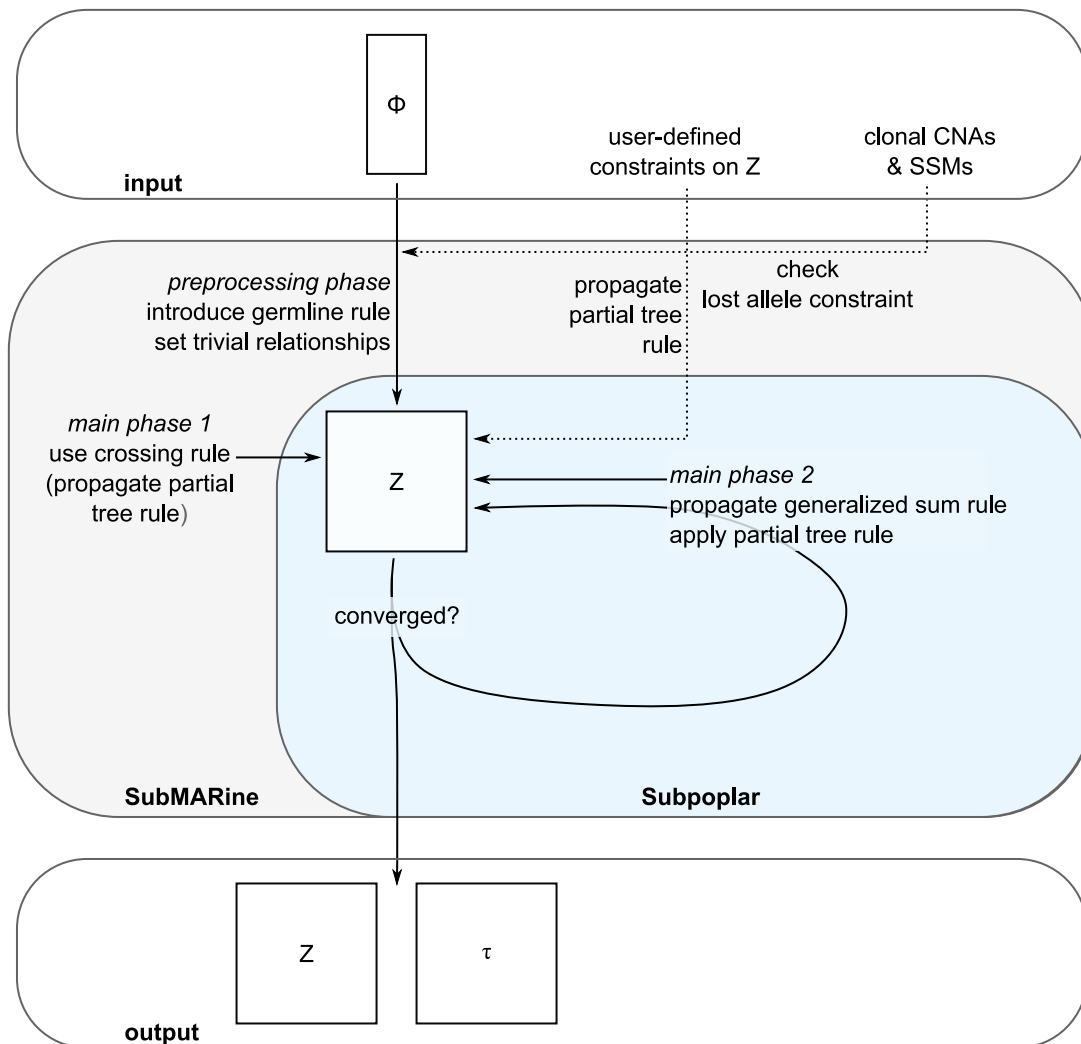 Φ
user-defined
constraints on Z
clonal CNAs
& SSMs
input
preprocessing phase
introduce germline rule
set trivial relationships
propagate
partial tree
rule
check
lost allele constraint
main phase 1
use crossing rule
(propagate partial
tree rule)
Z
main phase 2
propagate generalized sum rule
apply partial tree rule
converged?
SubMARine
Subpoplar
Z
τ
output